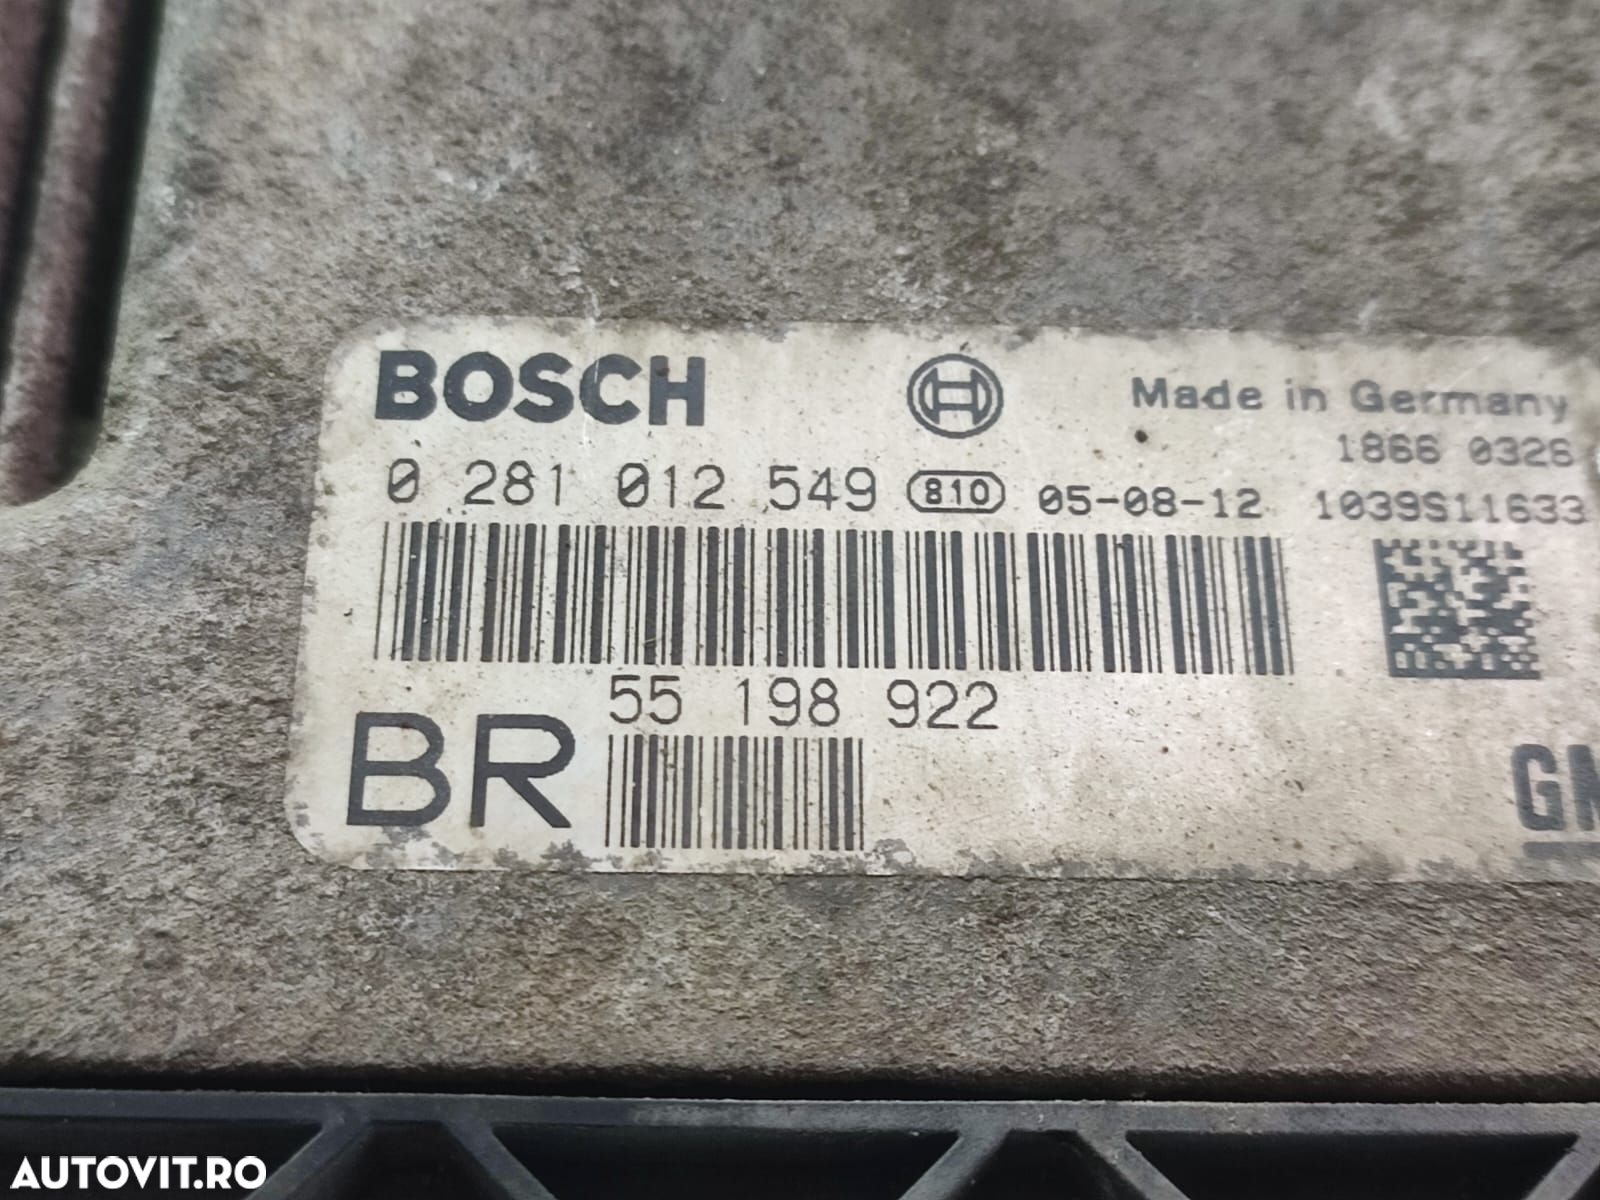 BOSCH
Made in Germany
1866 0326
0 281 012 549 810 05-08-12 1039S11633
55 198 922
BR
GM
AUTOVIT.RO